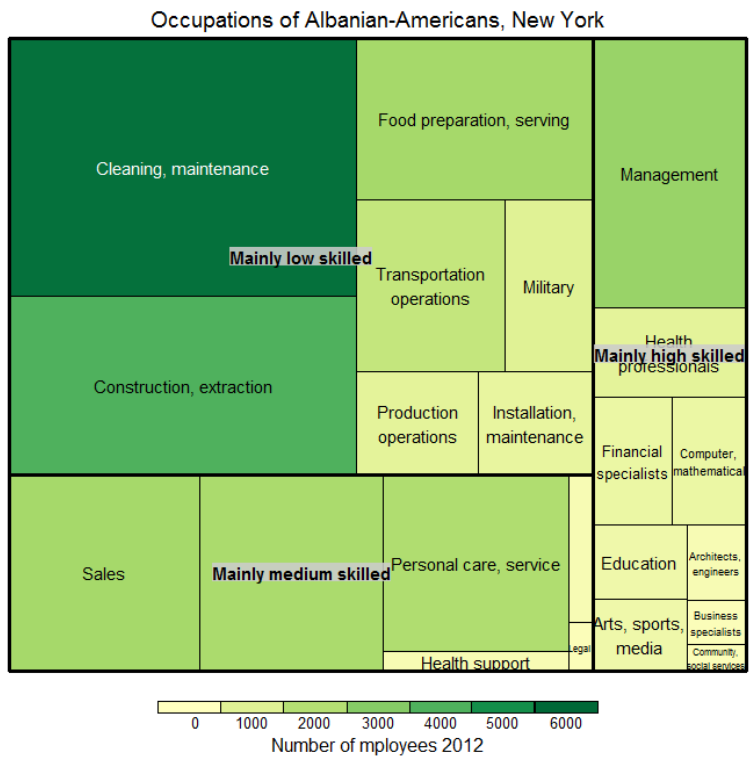 Occupations of Albanian-Americans, New York
Cleaning, maintenance
Food preparation, serving
Management
Mainly low skilled
Transportation
operations
Military
Construction, extraction
Production
operations
Installation,
maintenance
Health
professionals
Mainly high skilled
Financial
specialists
Computer,
mathematical
Education
Architects,
engineers
Arts, sports,
media
Business
specialists
Community,
social services
Sales
Mainly medium skilled
Personal care, service
Health support
Legal
0 1000 2000 3000 4000 5000 6000
Number of mployees 2012